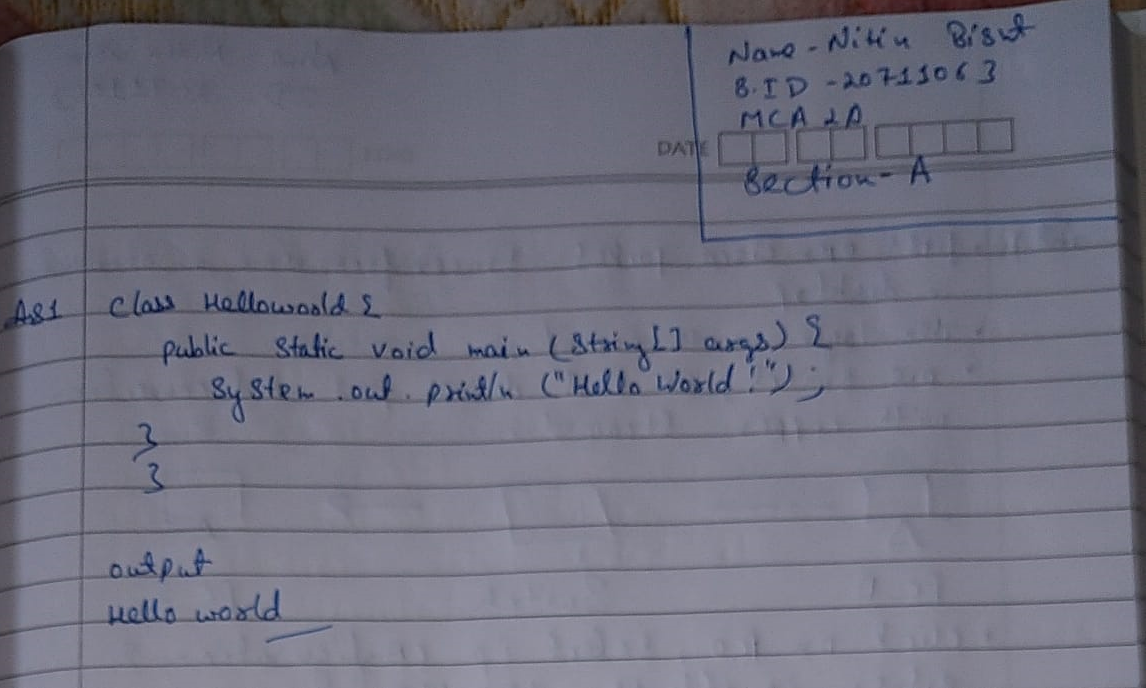 Name - Nitin Bisht
B.ID - 20711063
MCA 2A
DATE
Section - A
As1 Class Helloworld {
public static void main (String[] args) {
System.out.println ("Hello World!");
}
}
output
Hello world